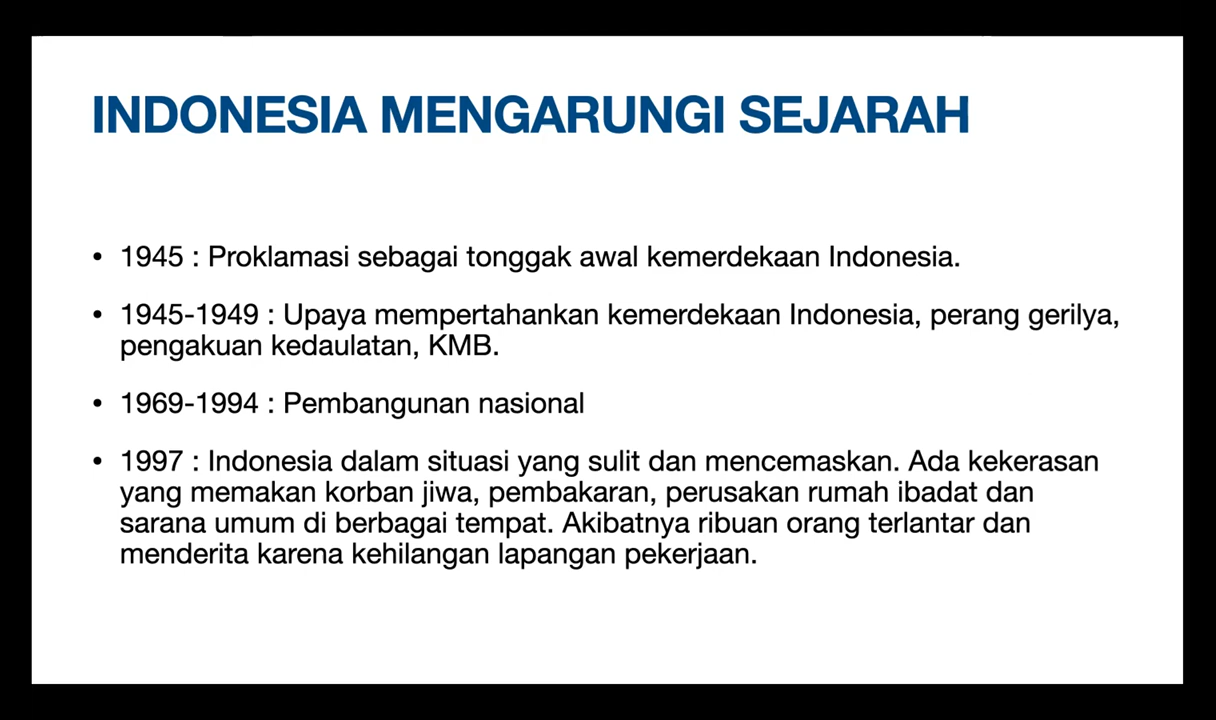 INDONESIA MENGARUNGI SEJARAH
• 1945 : Proklamasi sebagai tonggak awal kemerdekaan Indonesia.
• 1945-1949 : Upaya mempertahankan kemerdekaan Indonesia, perang gerilya,
pengakuan kedaulatan, KMB.
• 1969-1994 : Pembangunan nasional
• 1997 : Indonesia dalam situasi yang sulit dan mencemaskan. Ada kekerasan
yang memakan korban jiwa, pembakaran, perusakan rumah ibadat dan
sarana umum di berbagai tempat. Akibatnya ribuan orang terlantar dan
menderita karena kehilangan lapangan pekerjaan.